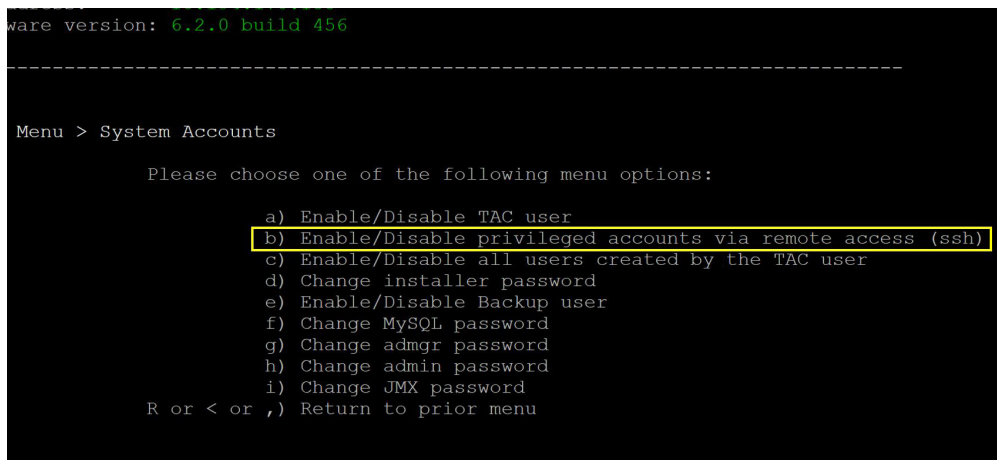 ware version: 6.2.0 build 456
--------------------------------------------------------------------------
Menu > System Accounts
Please choose one of the following menu options:
a) Enable/Disable TAC user
b) Enable/Disable privileged accounts via remote access (ssh)
c) Enable/Disable all users created by the TAC user
d) Change installer password
e) Enable/Disable Backup user
f) Change MySQL password
g) Change admgr password
h) Change admin password
i) Change JMX password
R or < or ,) Return to prior menu